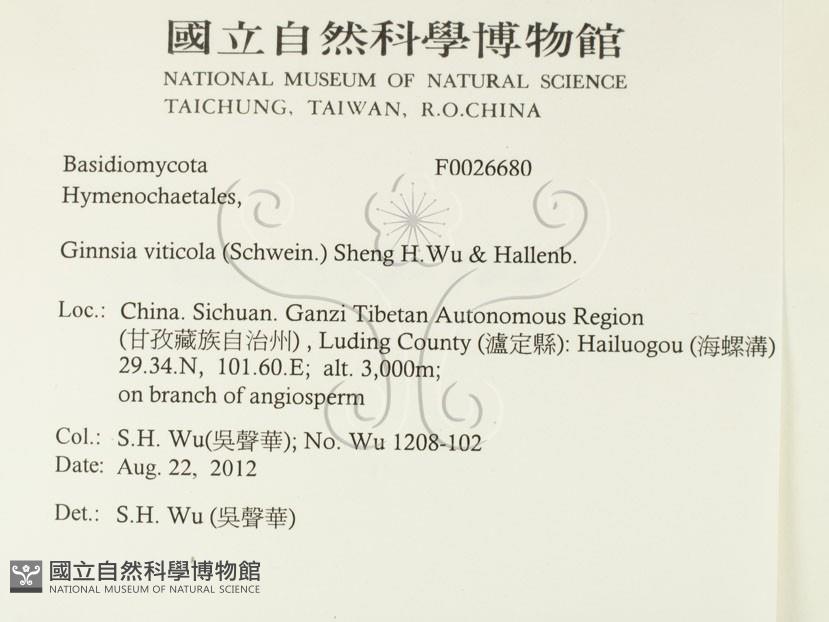 國立自然科學博物館
NATIONAL MUSEUM OF NATURAL SCIENCE
TAICHUNG, TAIWAN, R.O.CHINA
Basidiomycota F0026680
Hymenochaetales,
Ginnsia viticola (Schwein.) Sheng H.Wu & Hallenb.
Loc.: China. Sichuan. Ganzi Tibetan Autonomous Region
(甘孜藏族自治州) , Luding County (瀘定縣): Hailuogou (海螺溝)
29.34.N, 101.60.E; alt. 3,000m;
on branch of angiosperm
Col.: S.H. Wu(吳聲華); No. Wu 1208-102
Date: Aug. 22, 2012
Det.: S.H. Wu (吳聲華)
國立自然科學博物館
NATIONAL MUSEUM OF NATURAL SCIENCE